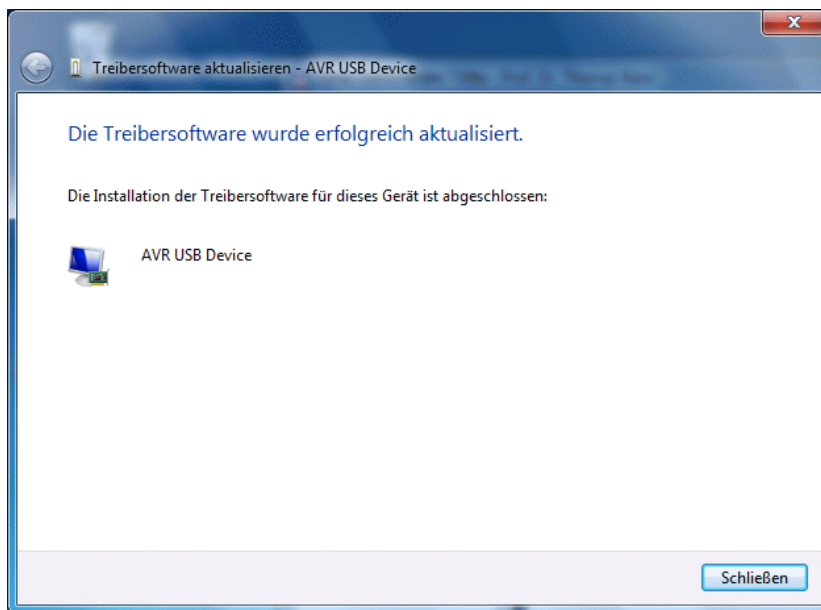 Treibersoftware aktualisieren - AVR USB Device
Die Treibersoftware wurde erfolgreich aktualisiert.
Die Installation der Treibersoftware für dieses Gerät ist abgeschlossen:
AVR USB Device
Schließen